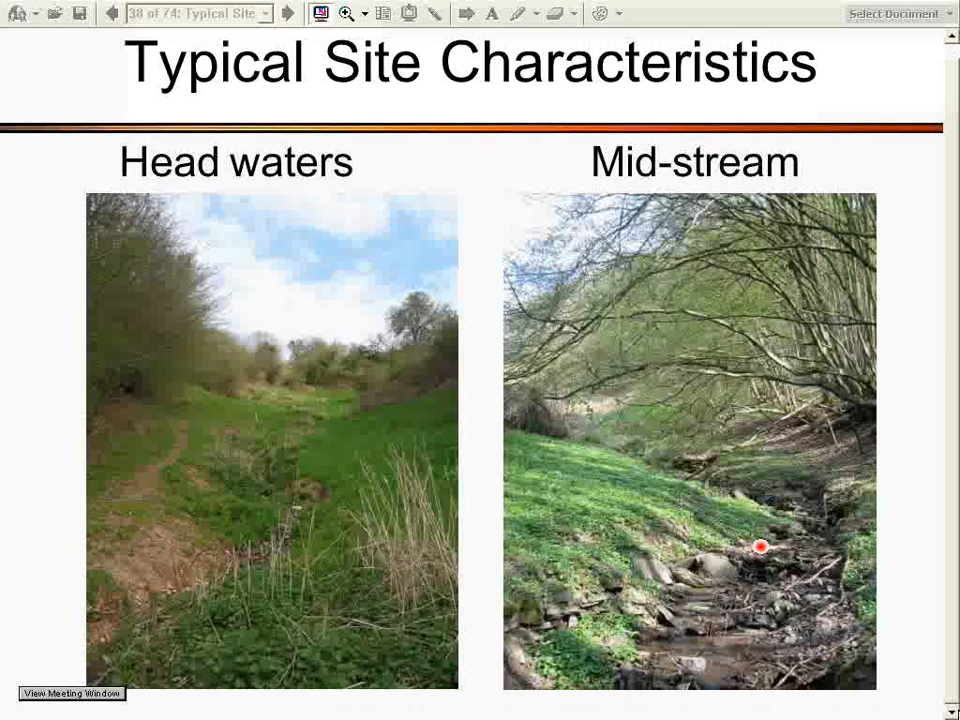 38 of 74: Typical Site
A
Select Document
Typical Site Characteristics
Head waters
Mid-stream
View Meeting Window